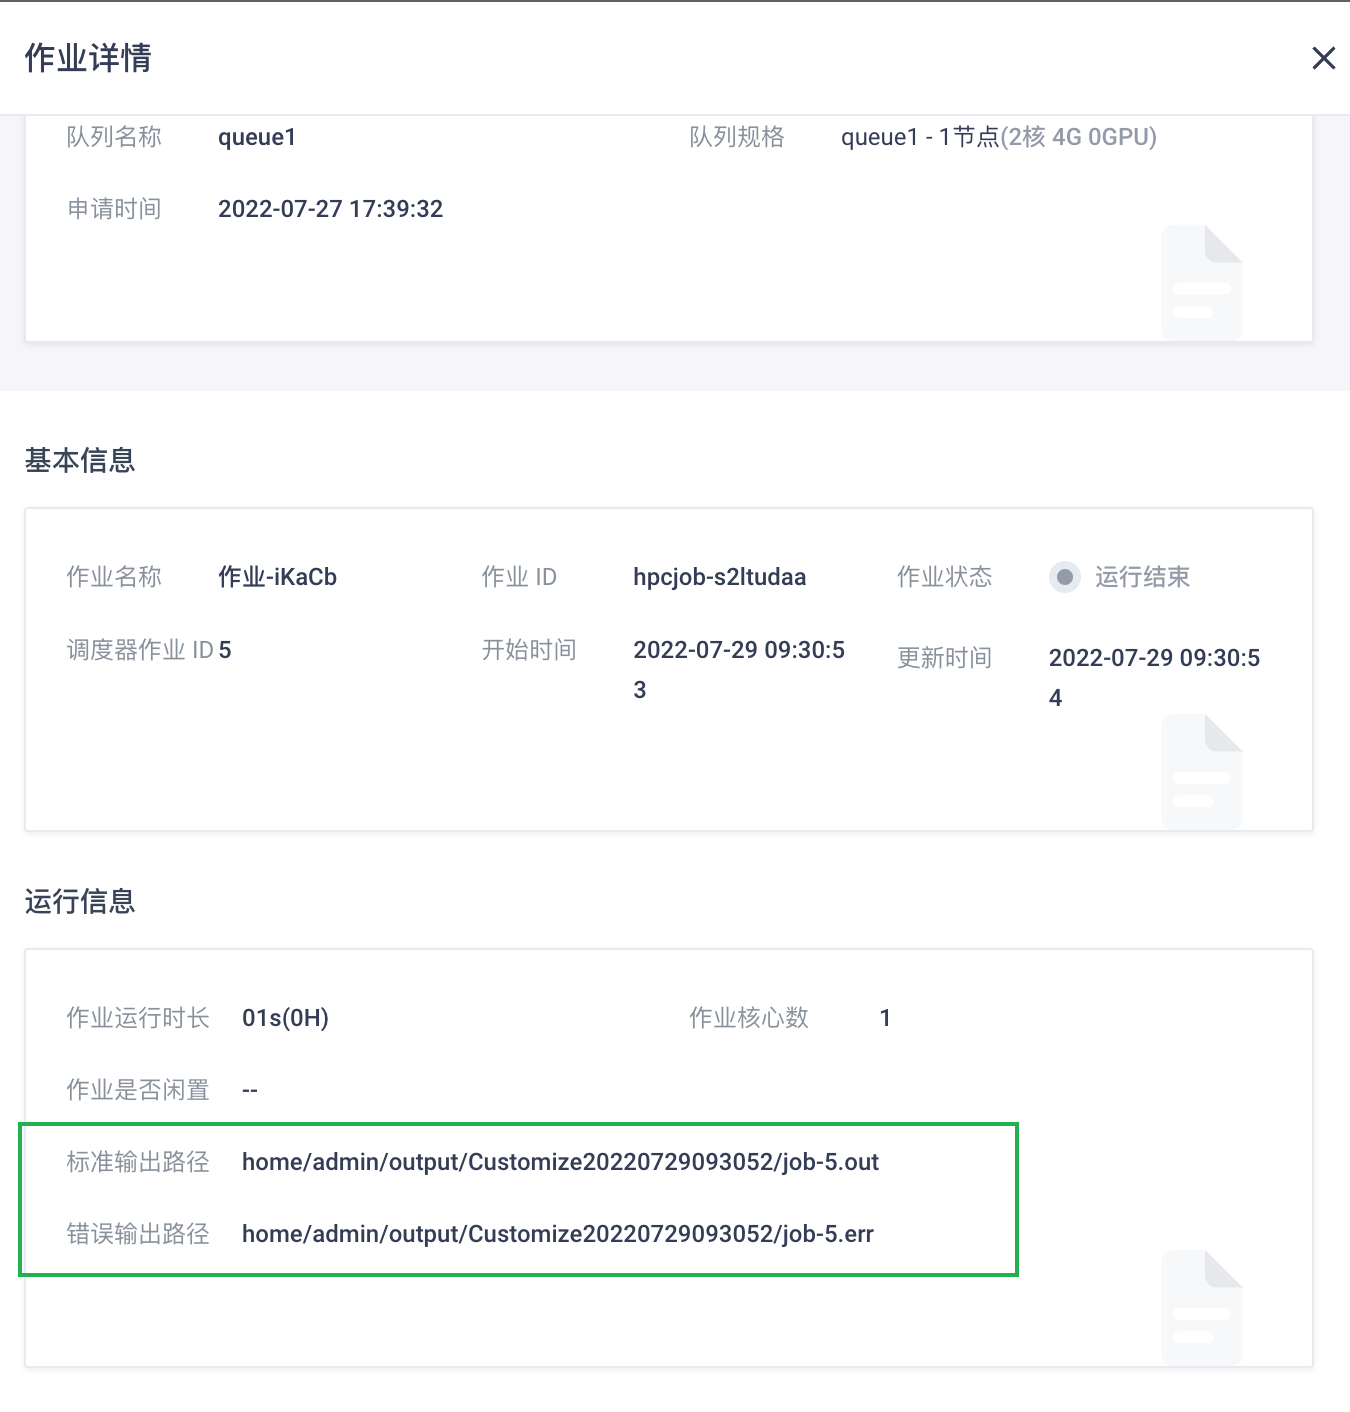 作业详情
队列名称 queue1 队列规格 queue1 - 1节点(2核 4G 0GPU)
申请时间 2022-07-27 17:39:32
基本信息
作业名称 作业-iKaCb 作业 ID hpcjob-s2ltudaa 作业状态 运行结束
调度器作业 ID 5 开始时间 2022-07-29 09:30:5
3
更新时间 2022-07-29 09:30:5
4
运行信息
作业运行时长 01s(0H) 作业核心数 1
作业是否闲置 --
标准输出路径 home/admin/output/Customize20220729093052/job-5.out
错误输出路径 home/admin/output/Customize20220729093052/job-5.err